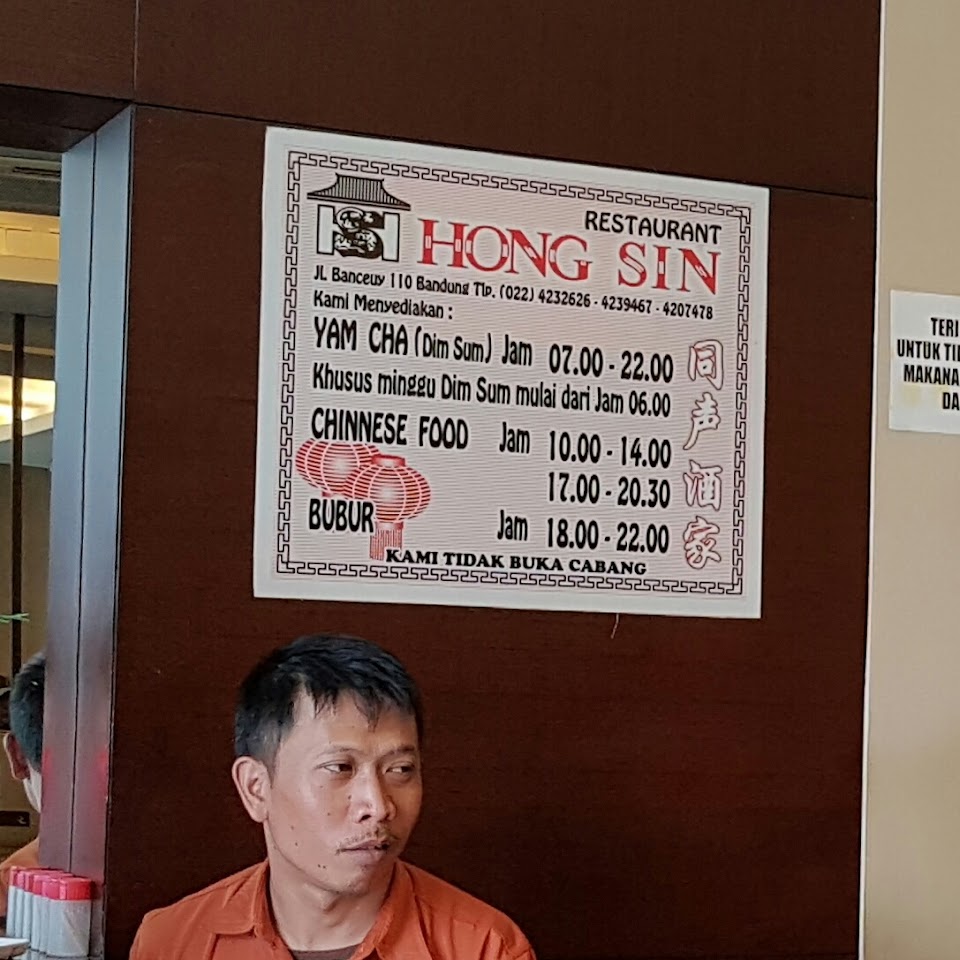 RESTAURANT
HONG SIN
JL. Banceuy 110 Bandung Tlp. (022) 4232626 - 4239467 - 4207478
Kami Menyediakan :
YAM CHA (Dim Sum) Jam 07.00 - 22.00
Khusus minggu Dim Sum mulai dari Jam 06.00
CHINNESE FOOD Jam 10.00 - 14.00
17.00 - 20.30
BUBUR Jam 18.00 - 22.00
KAMI TIDAK BUKA CABANG
同声酒家
UNTUK
DA